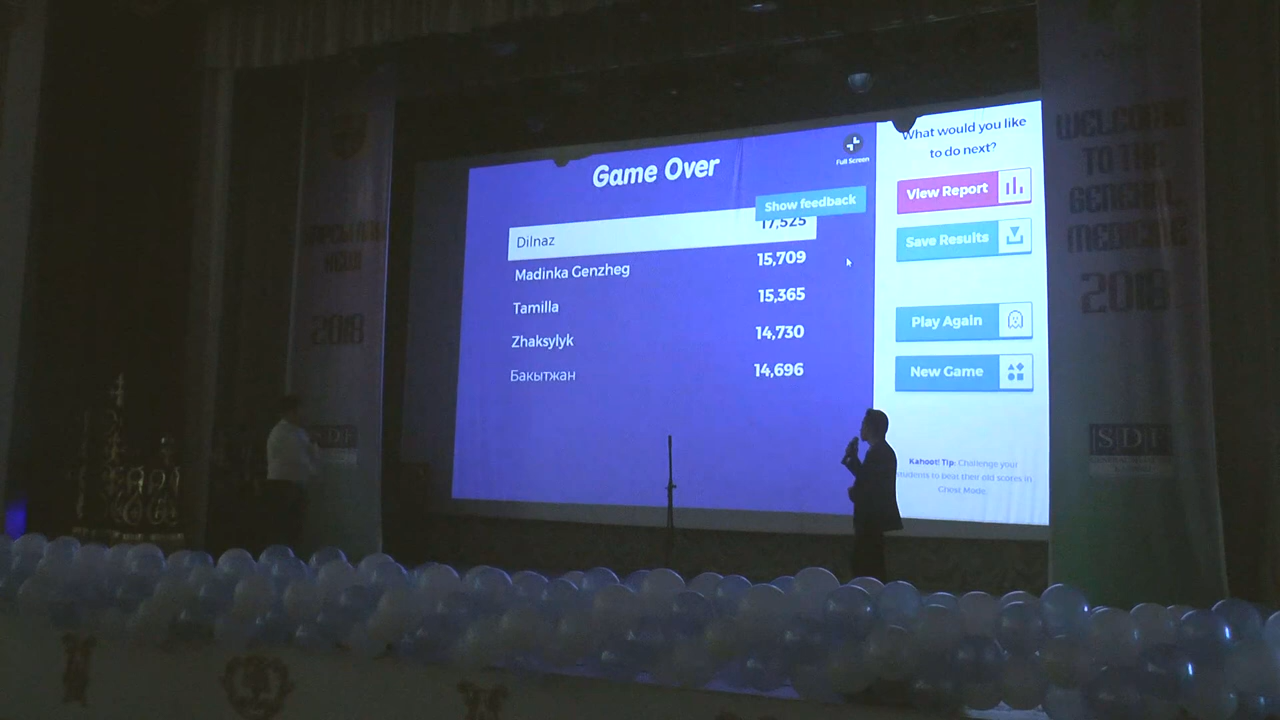 Game Over
Full Screen
Show feedback
Dilnaz 17,525
Madinka Genzheg 15,709
Tamilla 15,365
Zhaksylyk 14,730
Бакытжан 14,696
What would you like
to do next?
View Report
Save Results
Play Again
New Game
Kahoot! Tip: Challenge your
students to beat their old scores in
Ghost Mode.
WELCOME
TO THE
GENERAL
MEDICINE
2018
2018